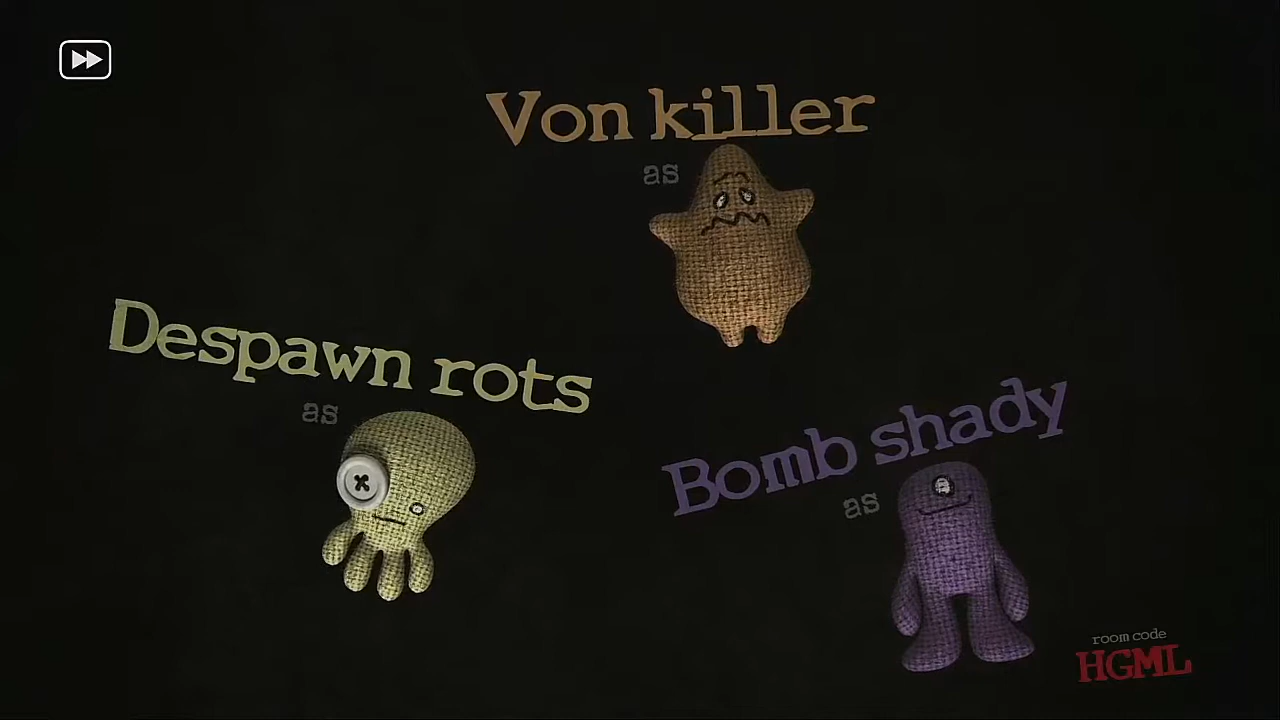 Von killer
as
Despawn rots
as
Bomb shady
as
room code
HGML